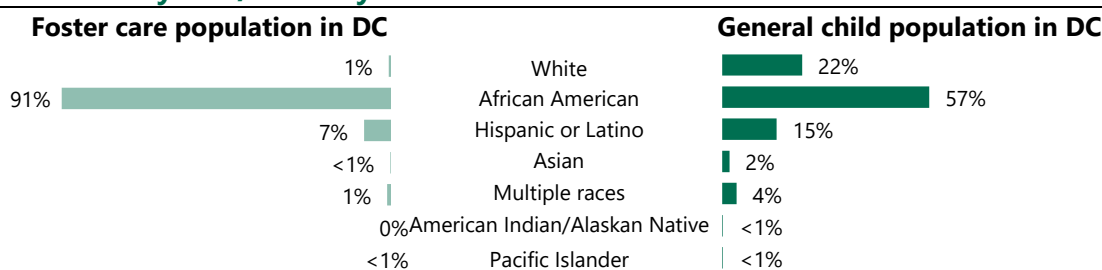 Foster care population in DC General child population in DC
1% White 22%
91% African American 57%
7% Hispanic or Latino 15%
<1% Asian 2%
1% Multiple races 4%
0% American Indian/Alaskan Native <1%
<1% Pacific Islander <1%